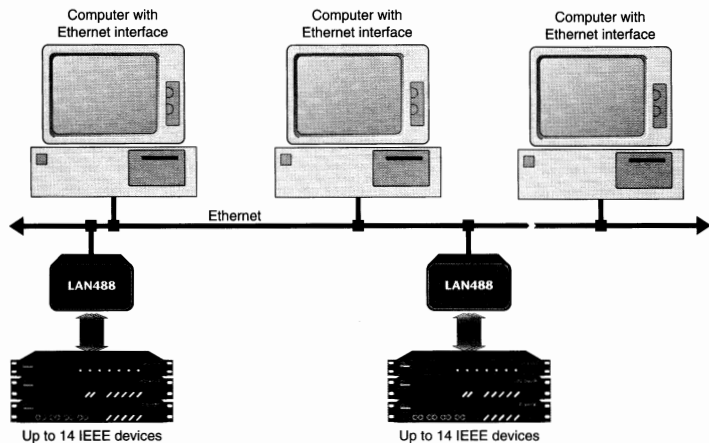 Computer with
Ethernet interface
Computer with
Ethernet interface
Computer with
Ethernet interface
Ethernet
LAN488
LAN488
Up to 14 IEEE devices
Up to 14 IEEE devices